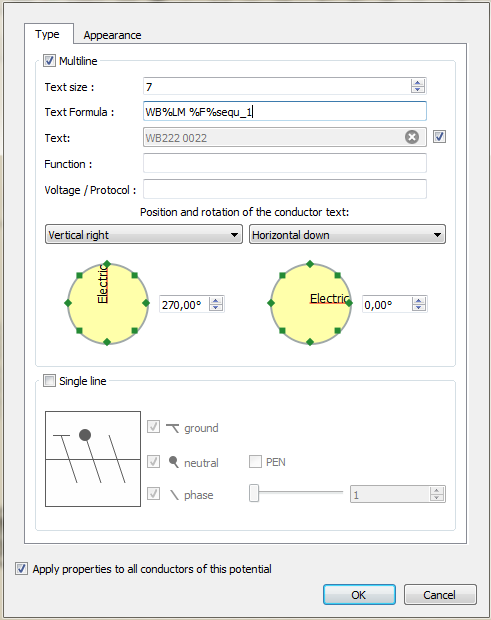 Type Appearance
Multiline
Text size : 7
Text Formula : WB%LM %F%sequ_1
Text: WB222 0022
Function :
Voltage / Protocol :
Position and rotation of the conductor text:
Vertical right Horizontal down
Electric 270,00° Electric 0,00°
Single line
ground
neutral PEN
phase 1
Apply properties to all conductors of this potential
OK Cancel